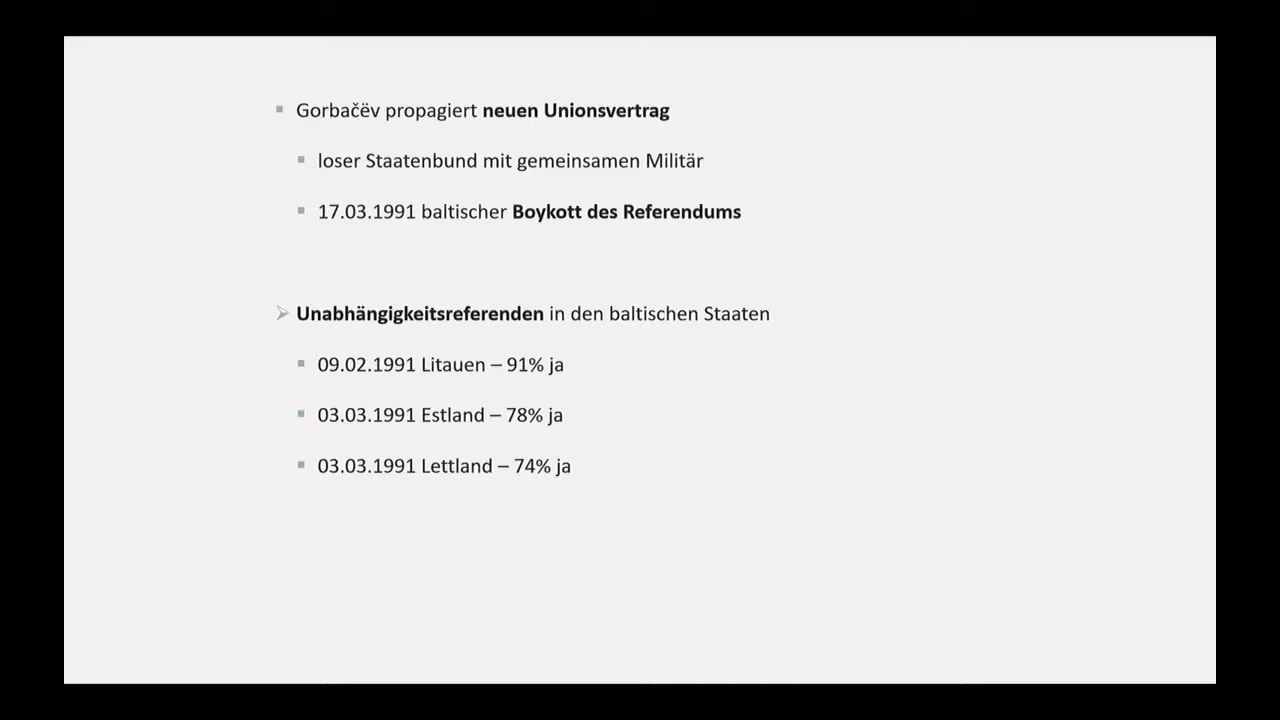 Gorbačëv propagiert neuen Unionsvertrag
loser Staatenbund mit gemeinsamen Militär
17.03.1991 baltischer Boykott des Referendums
Unabhängigkeitsreferenden in den baltischen Staaten
09.02.1991 Litauen – 91% ja
03.03.1991 Estland – 78% ja
03.03.1991 Lettland – 74% ja